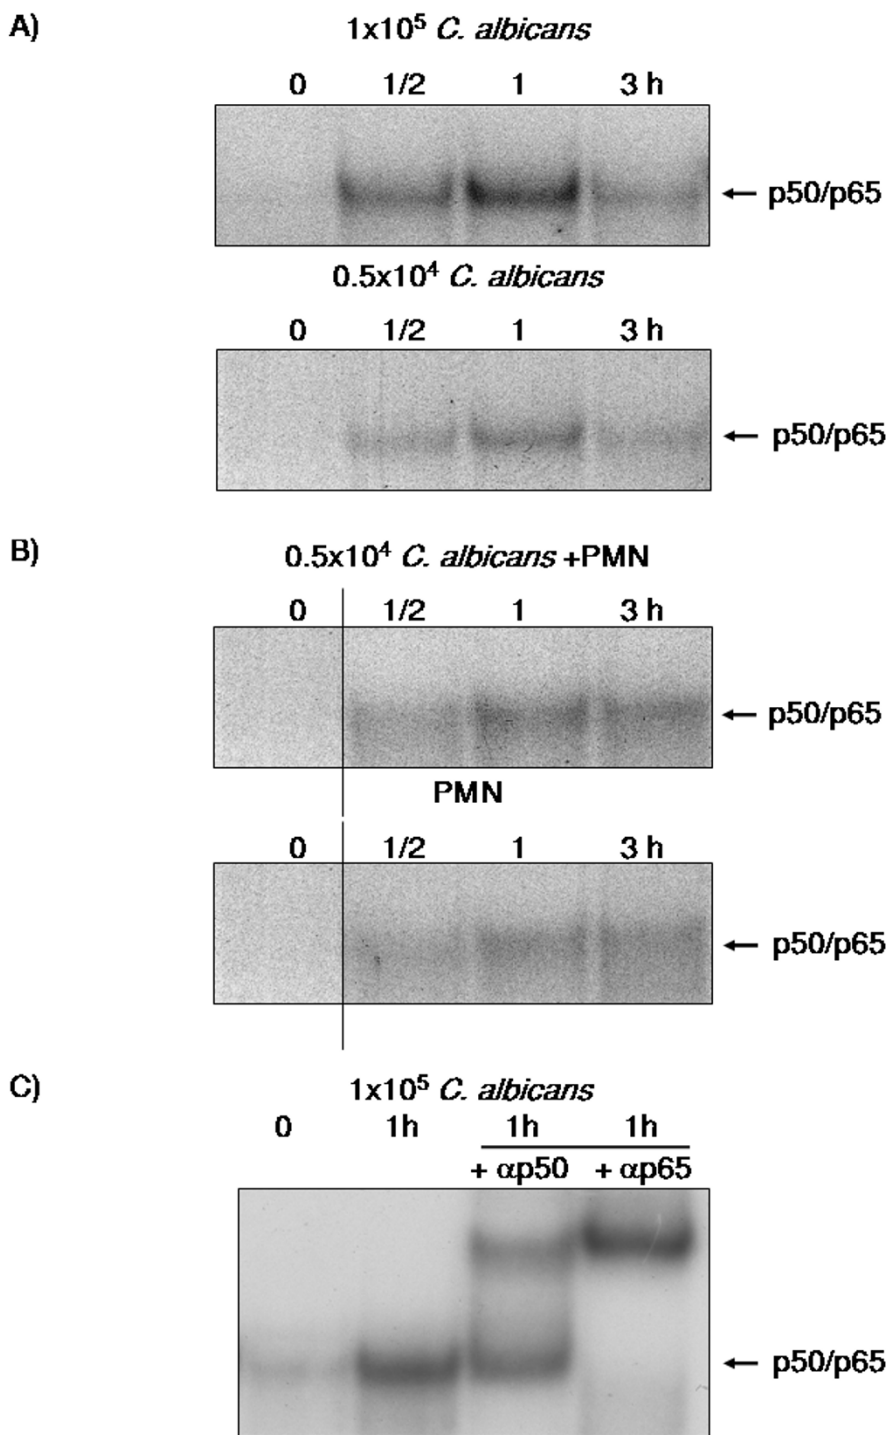 A)
1x10⁵ C. albicans
0 1/2 1 3 h
p50/p65
0.5x10⁴ C. albicans
0 1/2 1 3 h
p50/p65
B)
0.5x10⁴ C. albicans +PMN
0 1/2 1 3 h
p50/p65
PMN
0 1/2 1 3 h
p50/p65
C)
1x10⁵ C. albicans
0 1h 1h 1h
+ αp50 + αp65
p50/p65